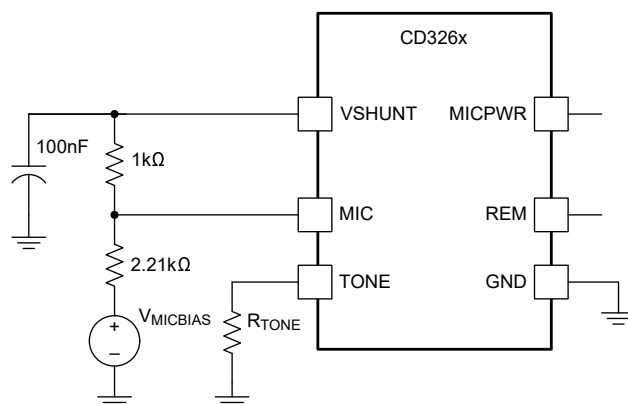 CD326x
VSHUNT
MICPWR
100nF
1kΩ
MIC
REM
2.21kΩ
TONE
GND
VMICBIAS
RTONE
+
–